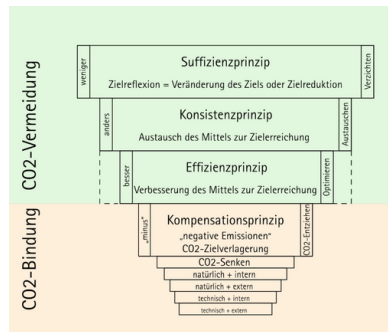 CO2-Vermeidung
weniger
Suffizienzprinzip
Zielreflexion = Veränderung des Ziels oder Zielreduktion
Verzichten
anders
Konsistenzprinzip
Austausch des Mittels zur Zielerreichung
Austauschen
besser
Effizienzprinzip
Verbesserung des Mittels zur Zielerreichung
Optimieren
CO2-Bindung
„minus“
Kompensationsprinzip
„negative Emissionen“
CO2-Zielverlagerung
CO2-Entziehen
CO2-Senken
natürlich + intern
natürlich + extern
technisch + intern
technisch + extern